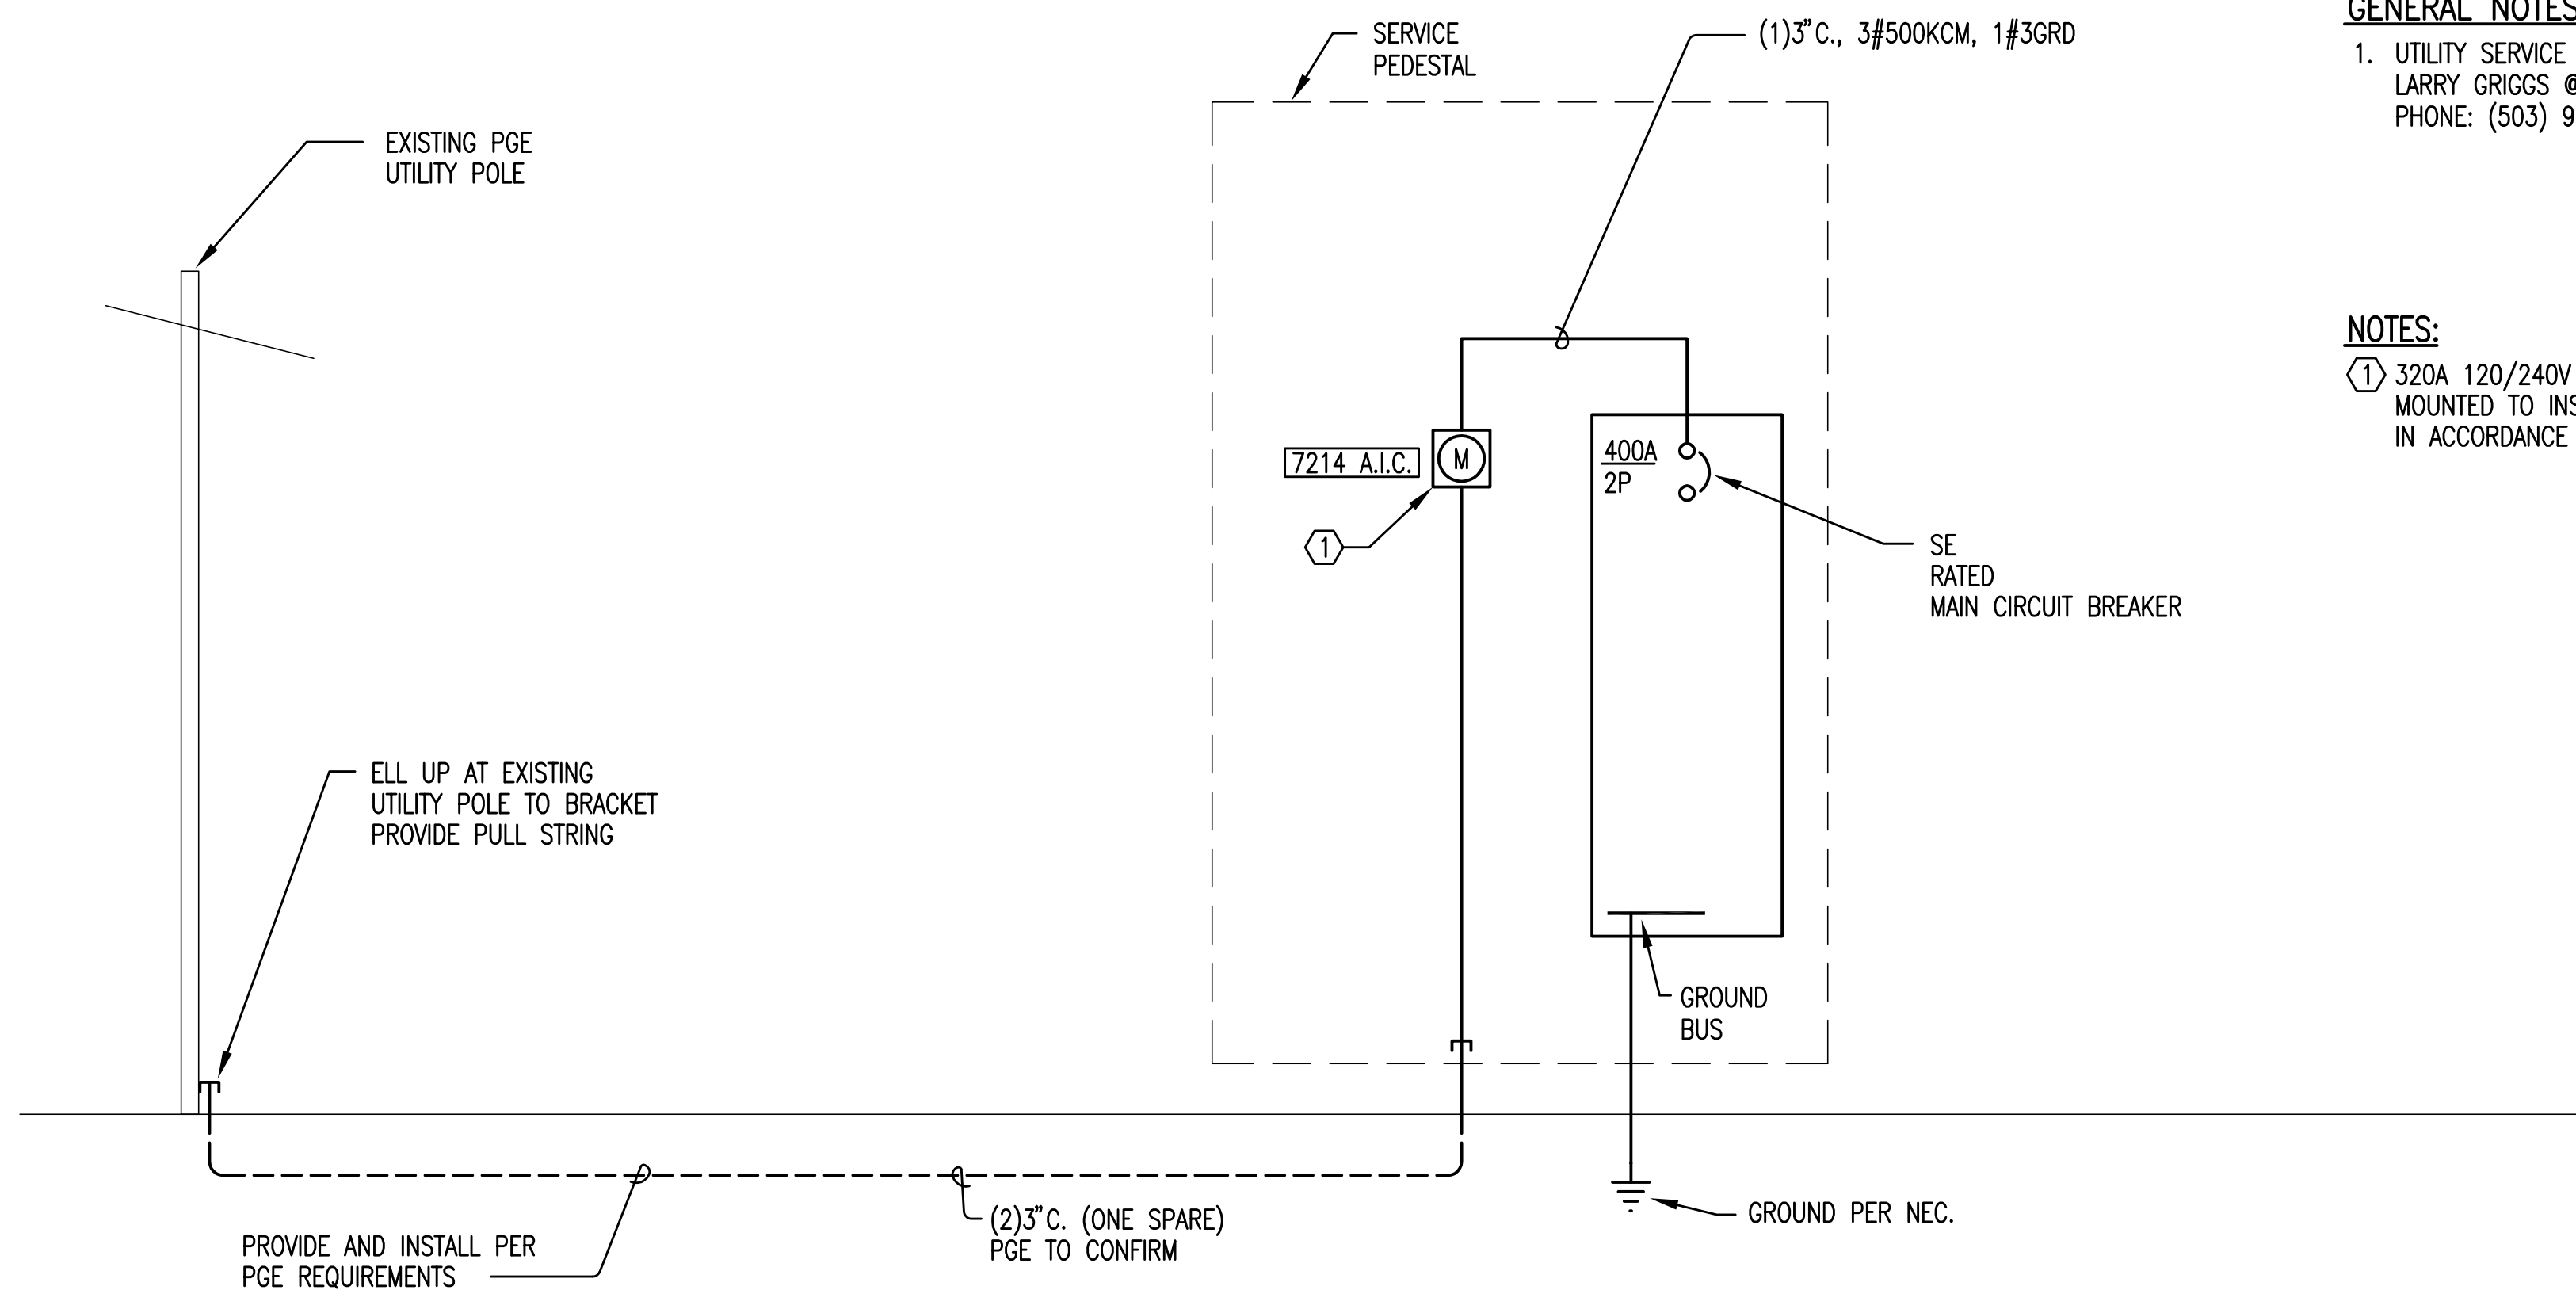 SERVICE
PEDESTAL
(1)3"C., 3#500KCM, 1#3GRD
GENERAL NOTES
1. UTILITY SERVICE
LARRY GRIGGS @
PHONE: (503) 9
EXISTING PGE
UTILITY POLE
NOTES:
1 320A 120/240V
MOUNTED TO INS
IN ACCORDANCE
7214 A.I.C.
M
400A
2P
1
SE
RATED
MAIN CIRCUIT BREAKER
ELL UP AT EXISTING
UTILITY POLE TO BRACKET
PROVIDE PULL STRING
GROUND
BUS
(2)3"C. (ONE SPARE)
PGE TO CONFIRM
GROUND PER NEC.
PROVIDE AND INSTALL PER
PGE REQUIREMENTS